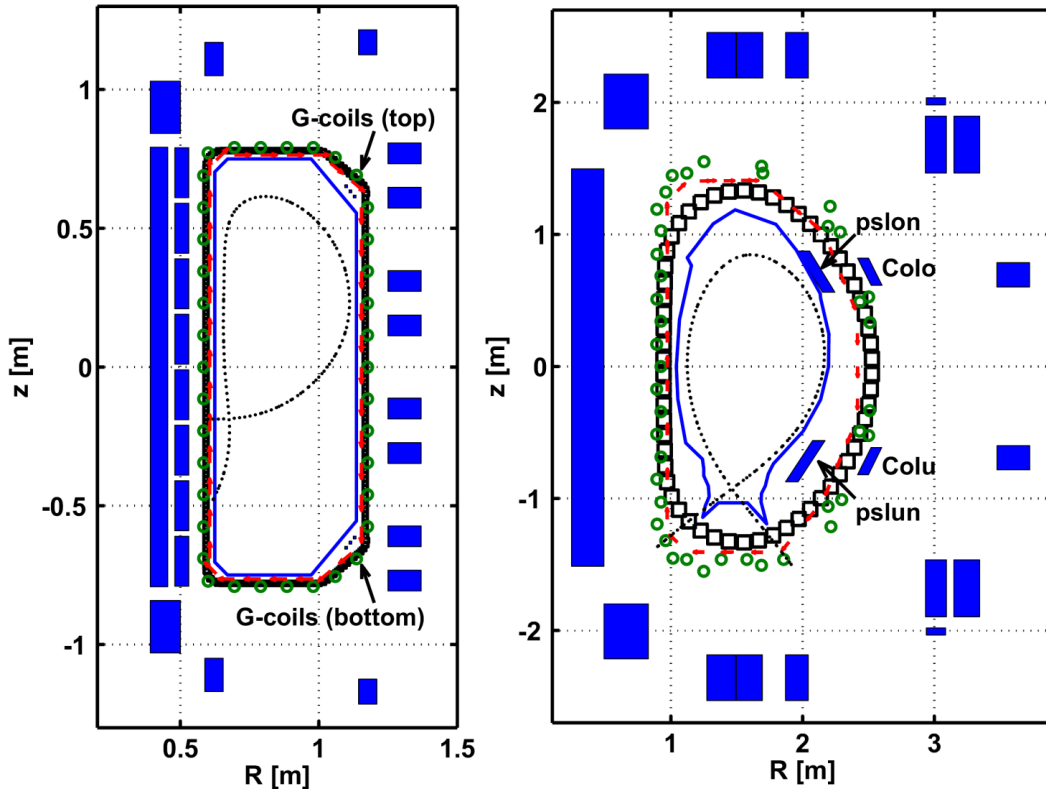 1
0.5
0
-0.5
-1
z [m]
0.5
1
1.5
R [m]
G-coils (top)
G-coils (bottom)
2
1
0
-1
-2
z [m]
1
2
3
R [m]
pslon
Colo
Colu
pslun